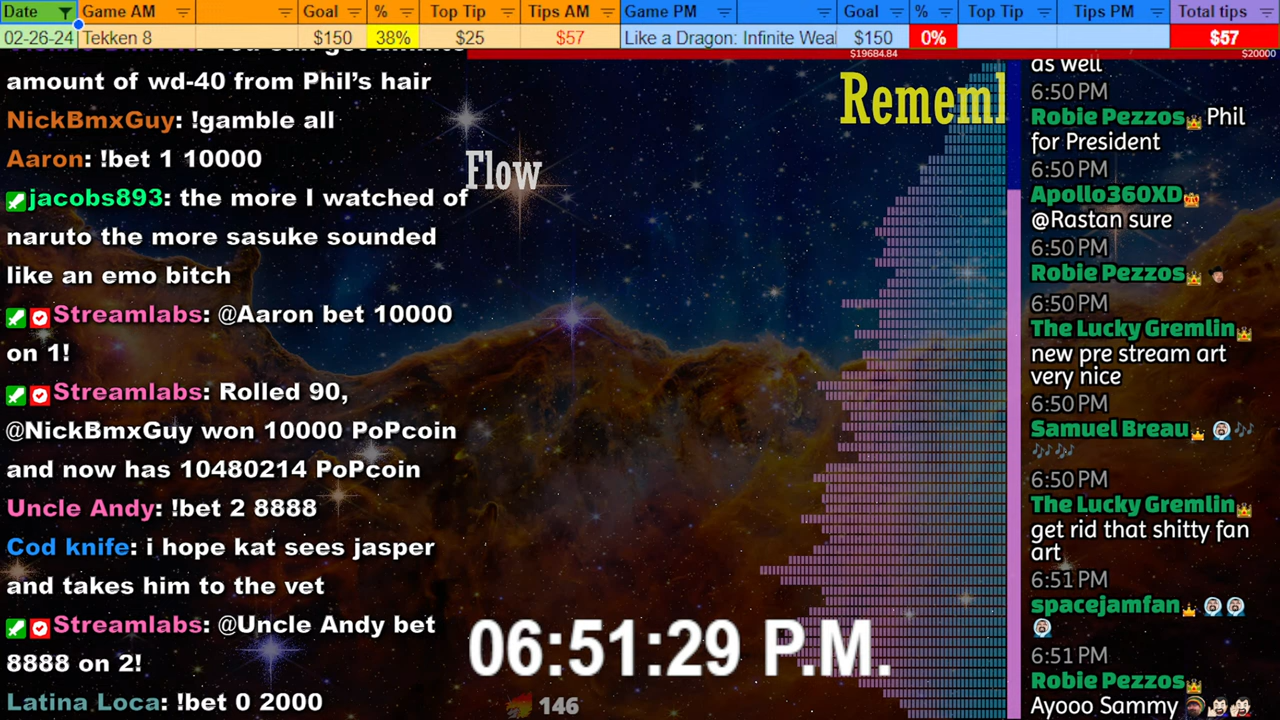 Date Game AM Goal % Top Tip Tips AM Game PM Goal % Top Tip Tips PM Total tips
02-26-24 Tekken 8 $150 38% $25 $57 Like a Dragon: Infinite Weal $150 0% $57
$19684.84 $20000
amount of wd-40 from Phil's hair
NickBmxGuy: !gamble all
Aaron: !bet 1 10000
jacobs893: the more I watched of
naruto the more sasuke sounded
like an emo bitch
Streamlabs: @Aaron bet 10000
on 1!
Streamlabs: Rolled 90,
@NickBmxGuy won 10000 PoPcoin
and now has 10480214 PoPcoin
Uncle Andy: !bet 2 8888
Cod knife: i hope kat sees jasper
and takes him to the vet
Streamlabs: @Uncle Andy bet
8888 on 2!
Latina Loca: !bet 0 2000
Rememl
Flow
06:51:29 P.M.
146
as well
6:50 PM
Robie Pezzos Phil
for President
6:50 PM
Apollo360XD
@Rastan sure
6:50 PM
Robie Pezzos
6:50 PM
The Lucky Gremlin
new pre stream art
very nice
6:50 PM
Samuel Breau
6:50 PM
The Lucky Gremlin
get rid that shitty fan
art
6:51 PM
spacejamfan
6:51 PM
Robie Pezzos
Ayooo Sammy